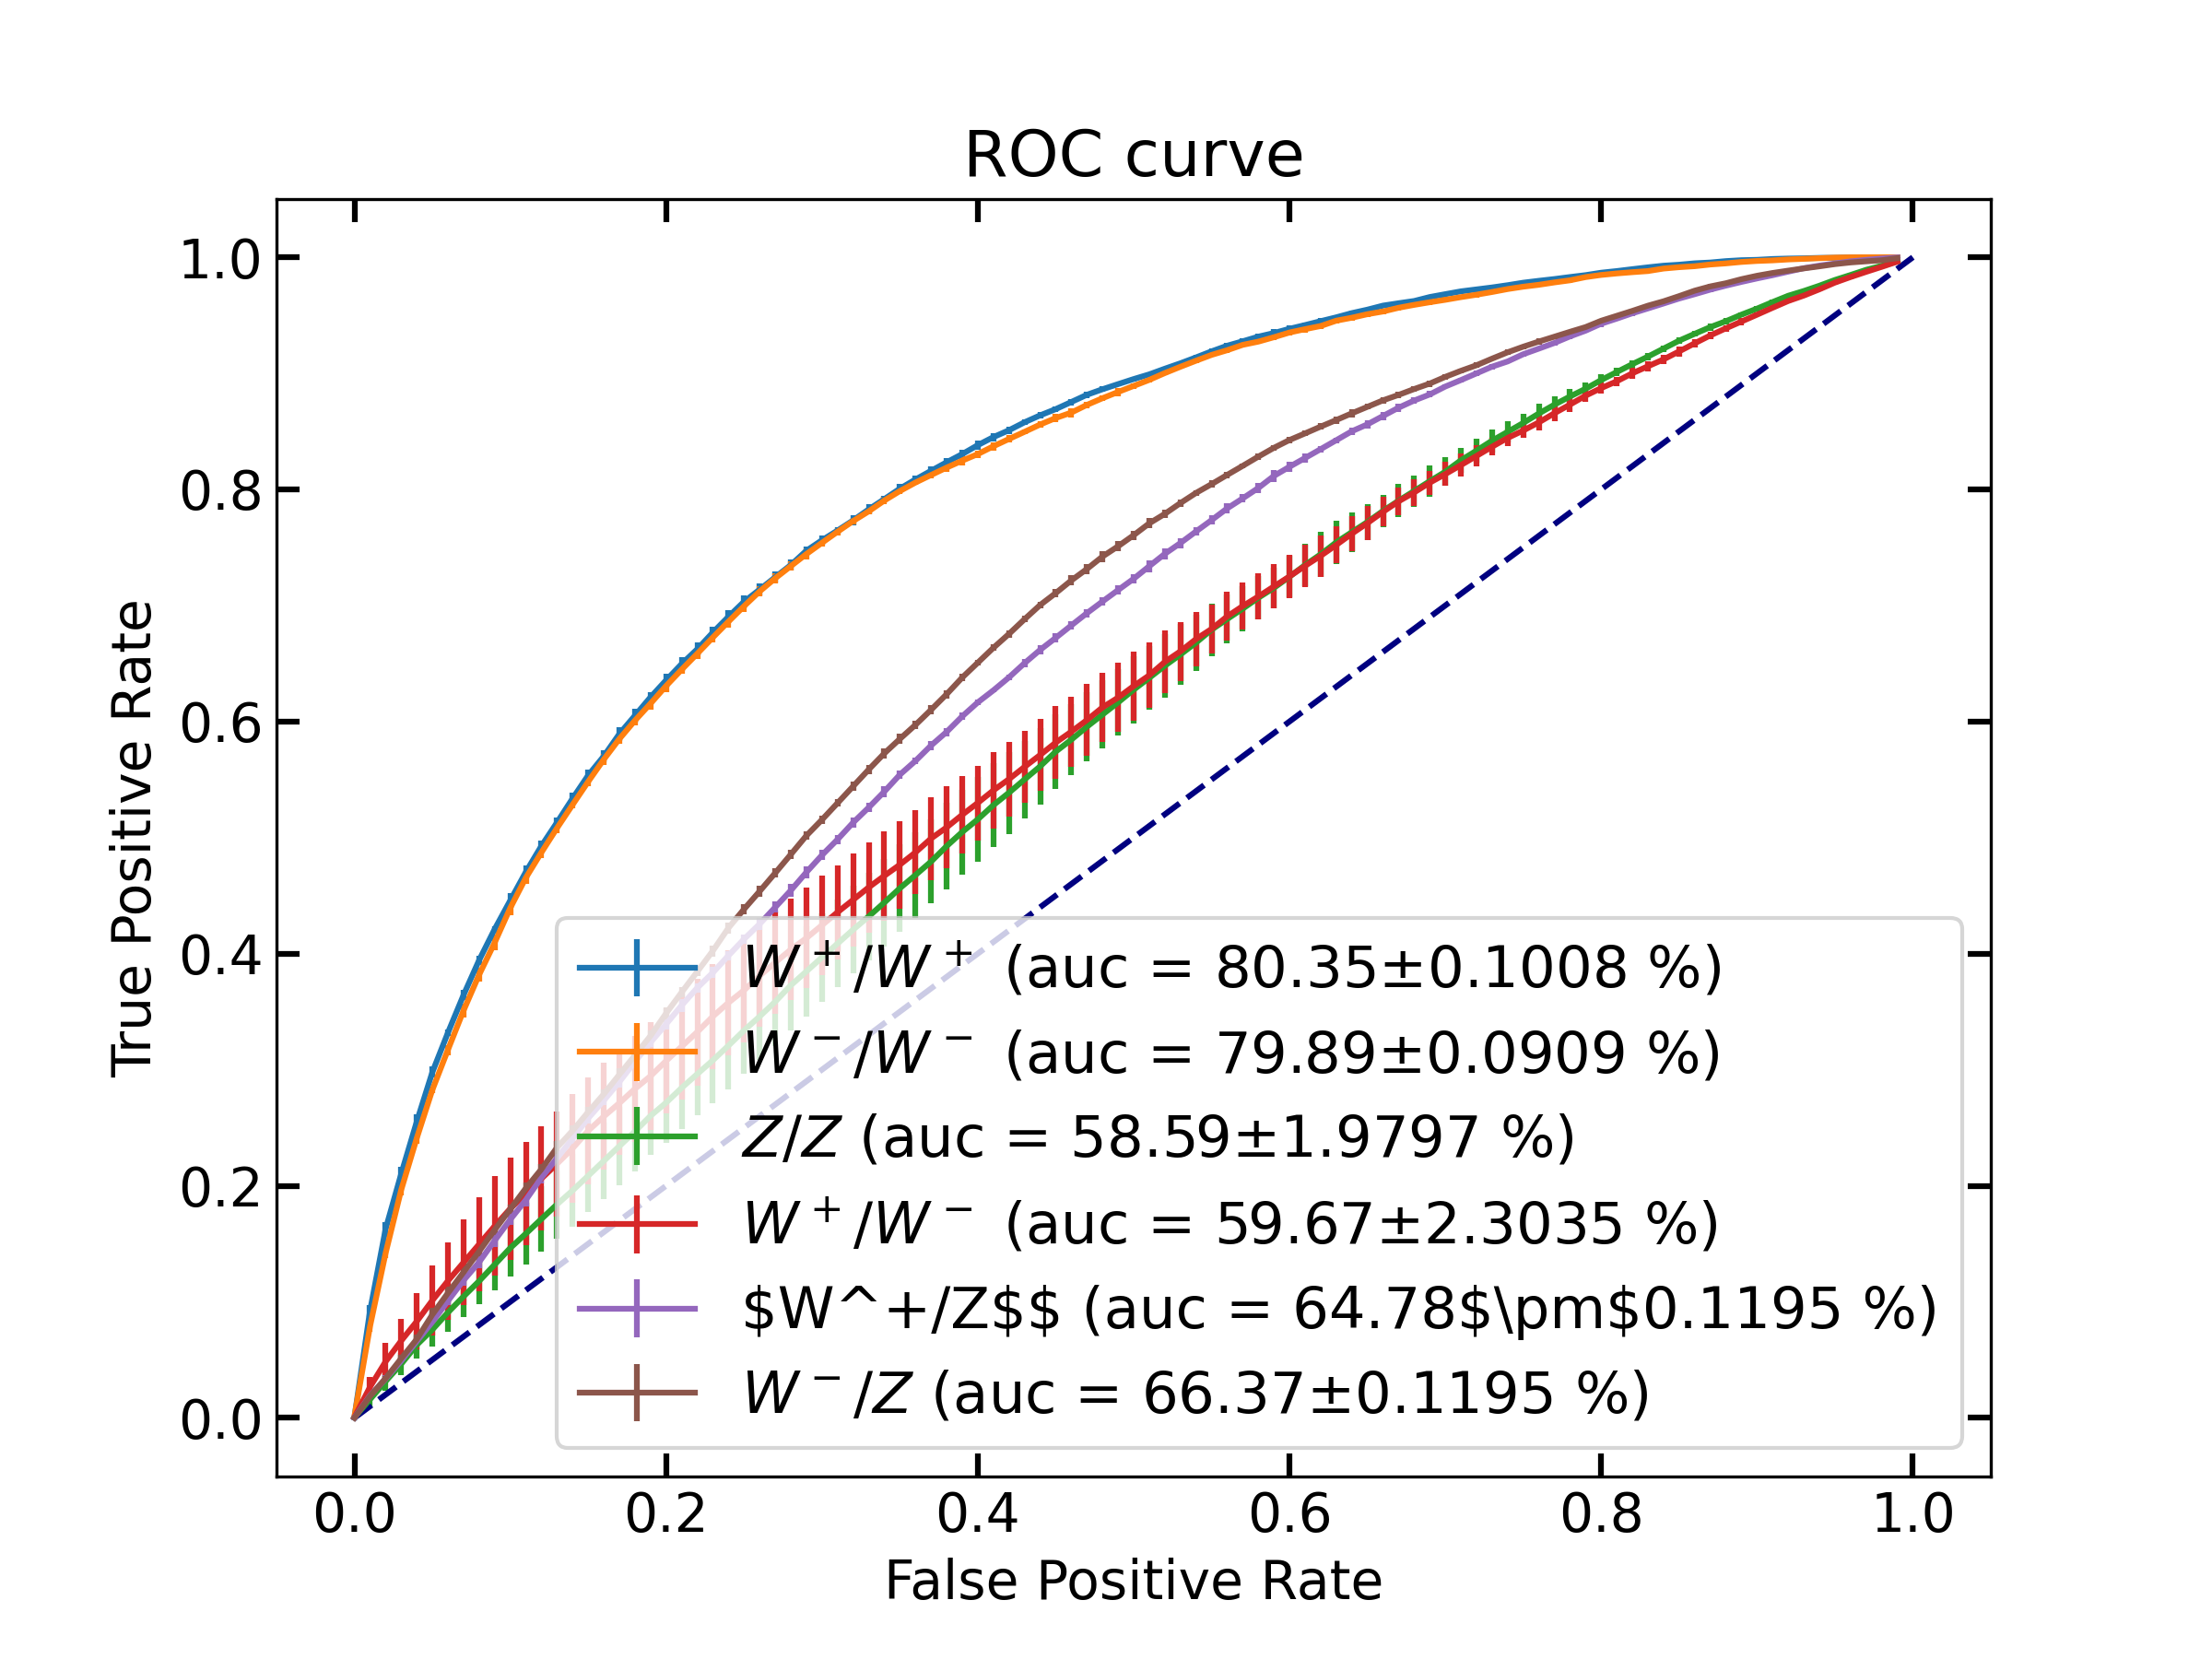 ROC curve
True Positive Rate
1.0
0.8
0.6
0.4
0.2
0.0
W⁺/W⁺ (auc = 80.35±0.1008 %)
W⁻/W⁻ (auc = 79.89±0.0909 %)
Z/Z (auc = 58.59±1.9797 %)
W⁺/W⁻ (auc = 59.67±2.3035 %)
$W^+/Z$$ (auc = 64.78$\pm$0.1195 %)
W⁻/Z (auc = 66.37±0.1195 %)
0.0 0.2 0.4 0.6 0.8 1.0
False Positive Rate